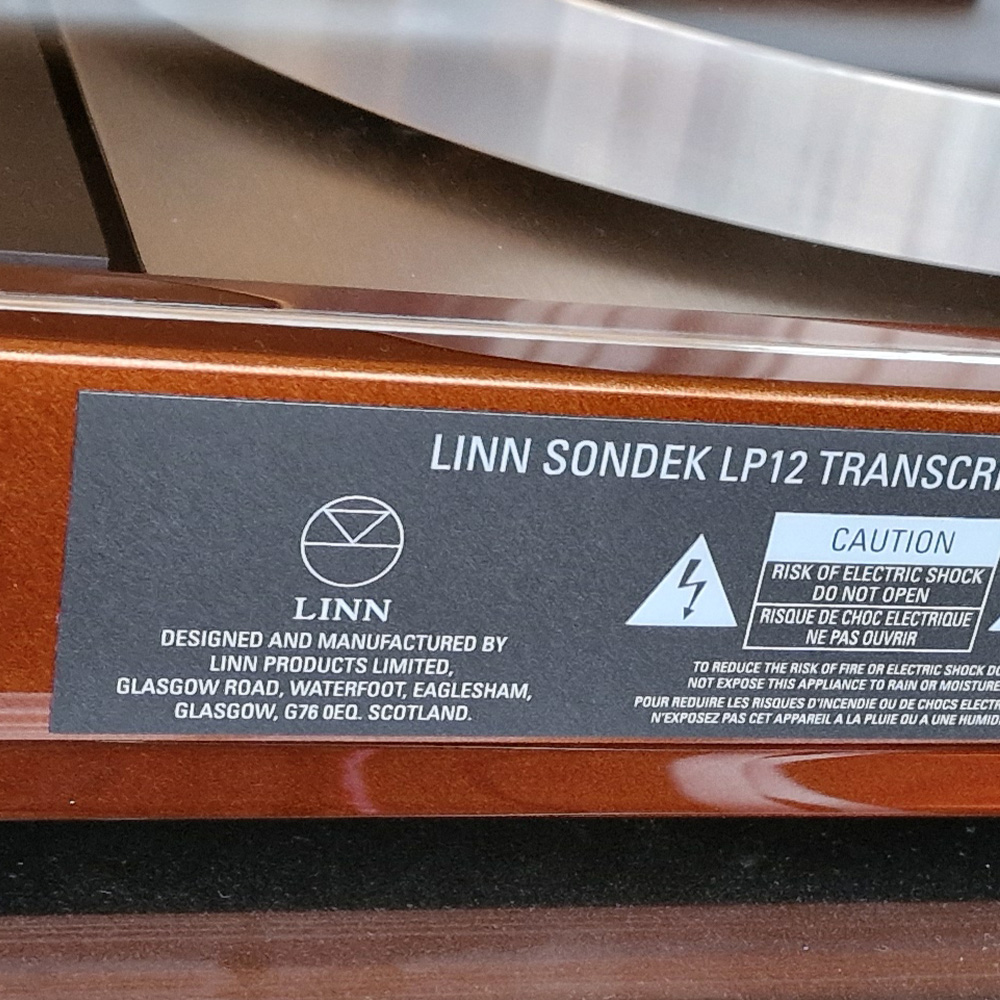 LINN SONDEK LP12 TRANSCRI
LINN
DESIGNED AND MANUFACTURED BY
LINN PRODUCTS LIMITED,
GLASGOW ROAD, WATERFOOT, EAGLESHAM,
GLASGOW, G76 0EQ. SCOTLAND.
CAUTION
RISK OF ELECTRIC SHOCK
DO NOT OPEN
RISQUE DE CHOC ELECTRIQUE
NE PAS OUVRIR
TO REDUCE THE RISK OF FIRE OR ELECTRIC SHOCK DO
NOT EXPOSE THIS APPLIANCE TO RAIN OR MOISTURE
POUR REDUIRE LES RISQUES D'INCENDIE OU DE CHOCS ELECTR
N'EXPOSEZ PAS CET APPAREIL A LA PLUIE OU A UNE HUMID